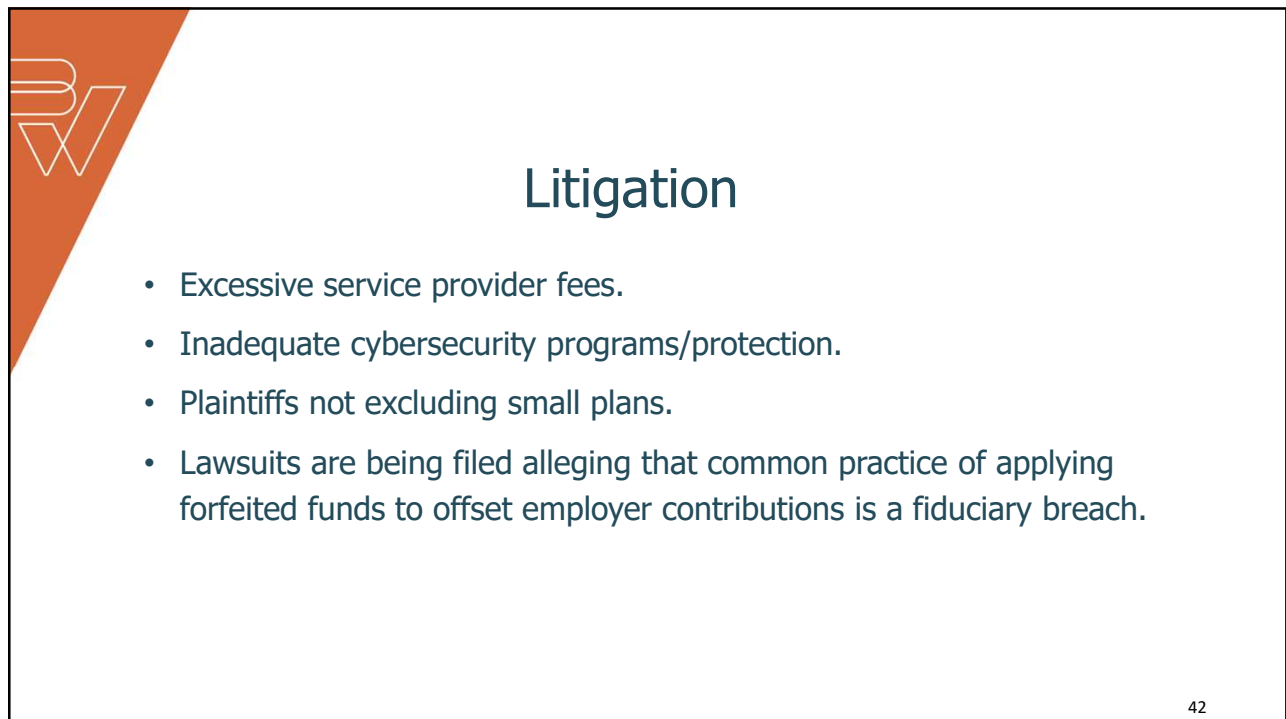 Litigation
• Excessive service provider fees.
• Inadequate cybersecurity programs/protection.
• Plaintiffs not excluding small plans.
• Lawsuits are being filed alleging that common practice of applying
forfeited funds to offset employer contributions is a fiduciary breach.
42